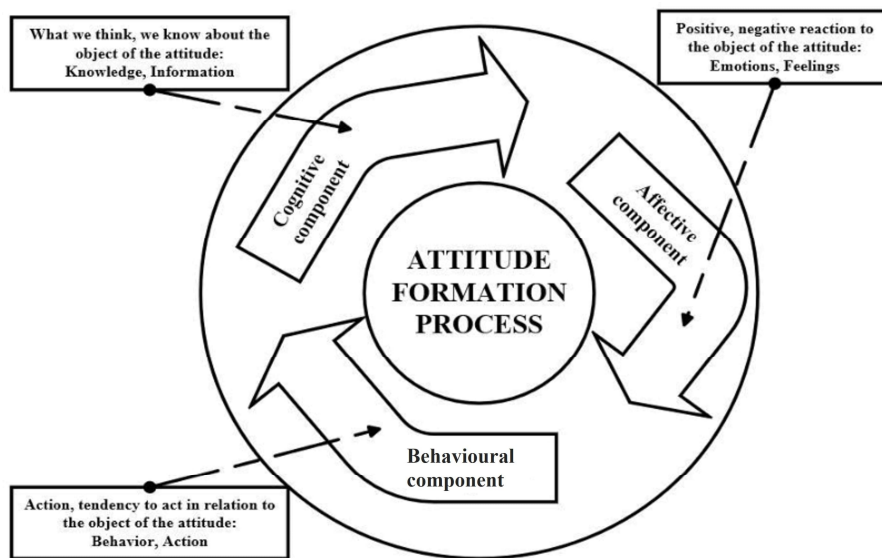 What we think, we know about the
object of the attitude:
Knowledge, Information
Positive, negative reaction to
the object of the attitude:
Emotions, Feelings
Cognitive
component
Affective
component
ATTITUDE
FORMATION
PROCESS
Behavioural
component
Action, tendency to act in relation to
the object of the attitude:
Behavior, Action